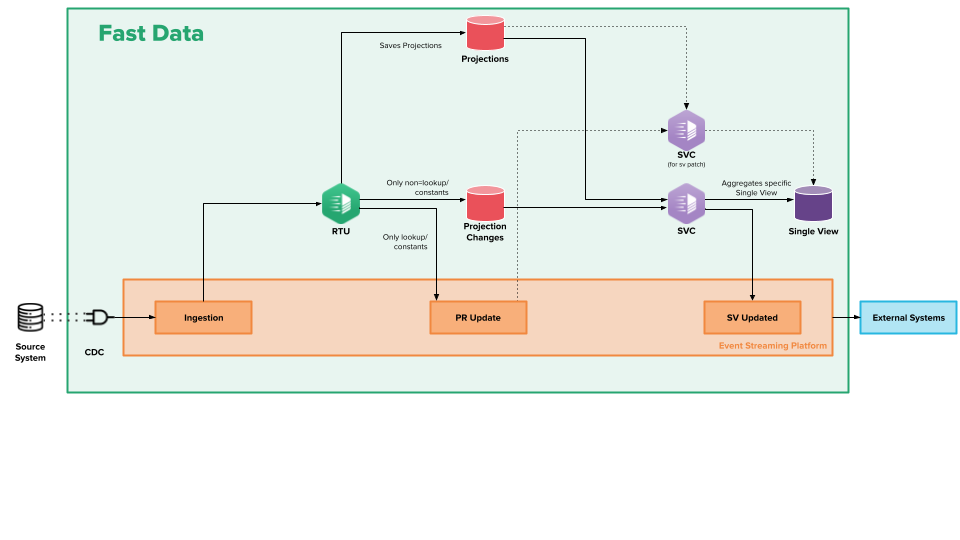 Fast Data
Saves Projections
Projections
SVC
(for sv patch)
Only non=lookup/
constants
Aggregates specific
Single View
RTU
Projection
Changes
SVC
Single View
Only lookup/
constants
Source
System
CDC
Ingestion
PR Update
SV Updated
External Systems
Event Streaming Platform